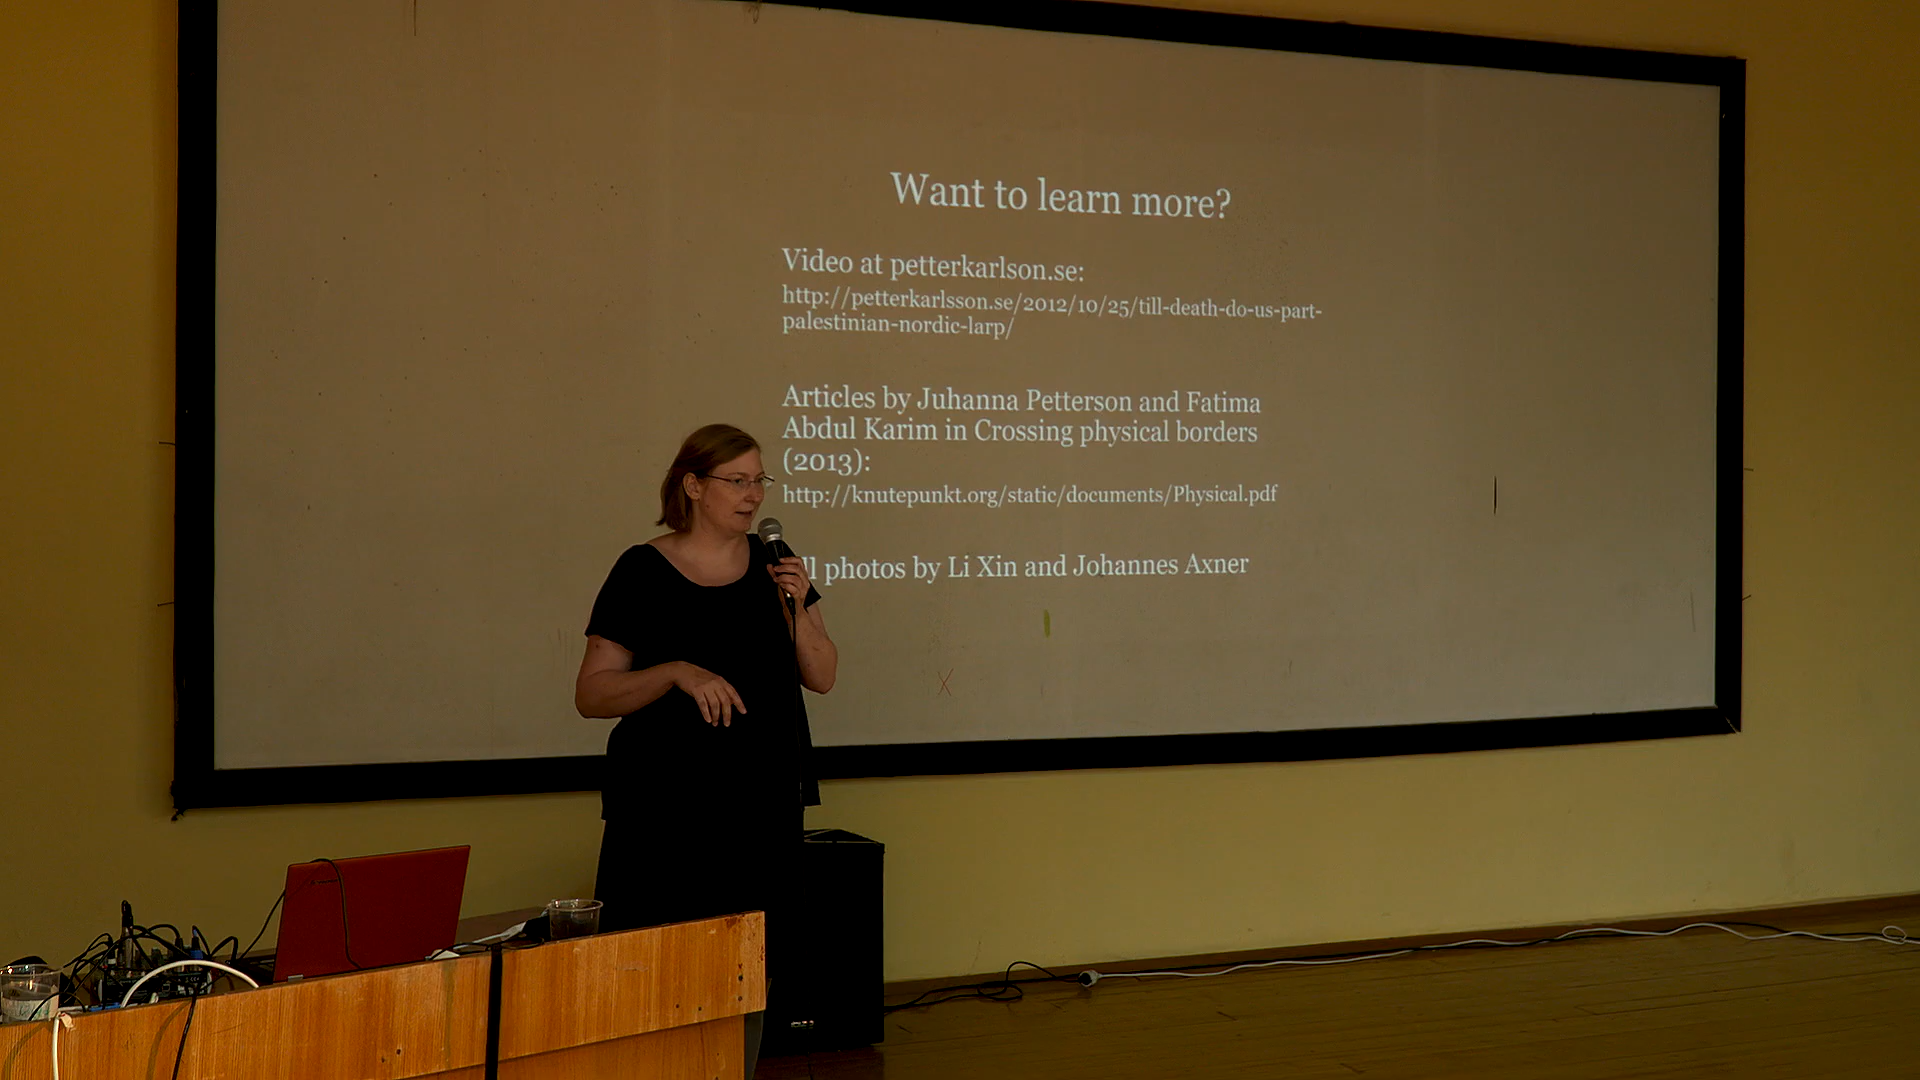 Want to learn more?
Video at petterkarlson.se:
http://petterkarlsson.se/2012/10/25/till-death-do-us-part-
palestinian-nordic-larp/
Articles by Juhanna Petterson and Fatima
Abdul Karim in Crossing physical borders
(2013):
http://knutepunkt.org/static/documents/Physical.pdf
photos by Li Xin and Johannes Axner